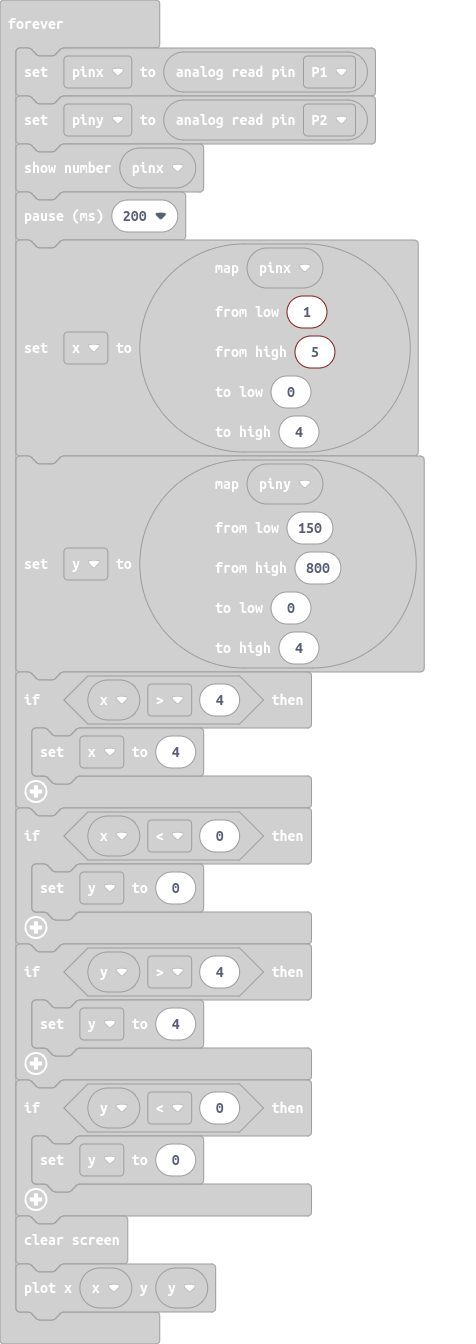 forever
set pinx to analog read pin P1
set piny to analog read pin P2
show number pinx
pause (ms) 200
map pinx
from low 1
set x to
from high 5
to low 0
to high 4
map piny
from low 150
set y to
from high 800
to low 0
to high 4
if x > 4 then
set x to 4
if x < 0 then
set y to 0
if y > 4 then
set y to 4
if y < 0 then
set y to 0
clear screen
plot x x y y